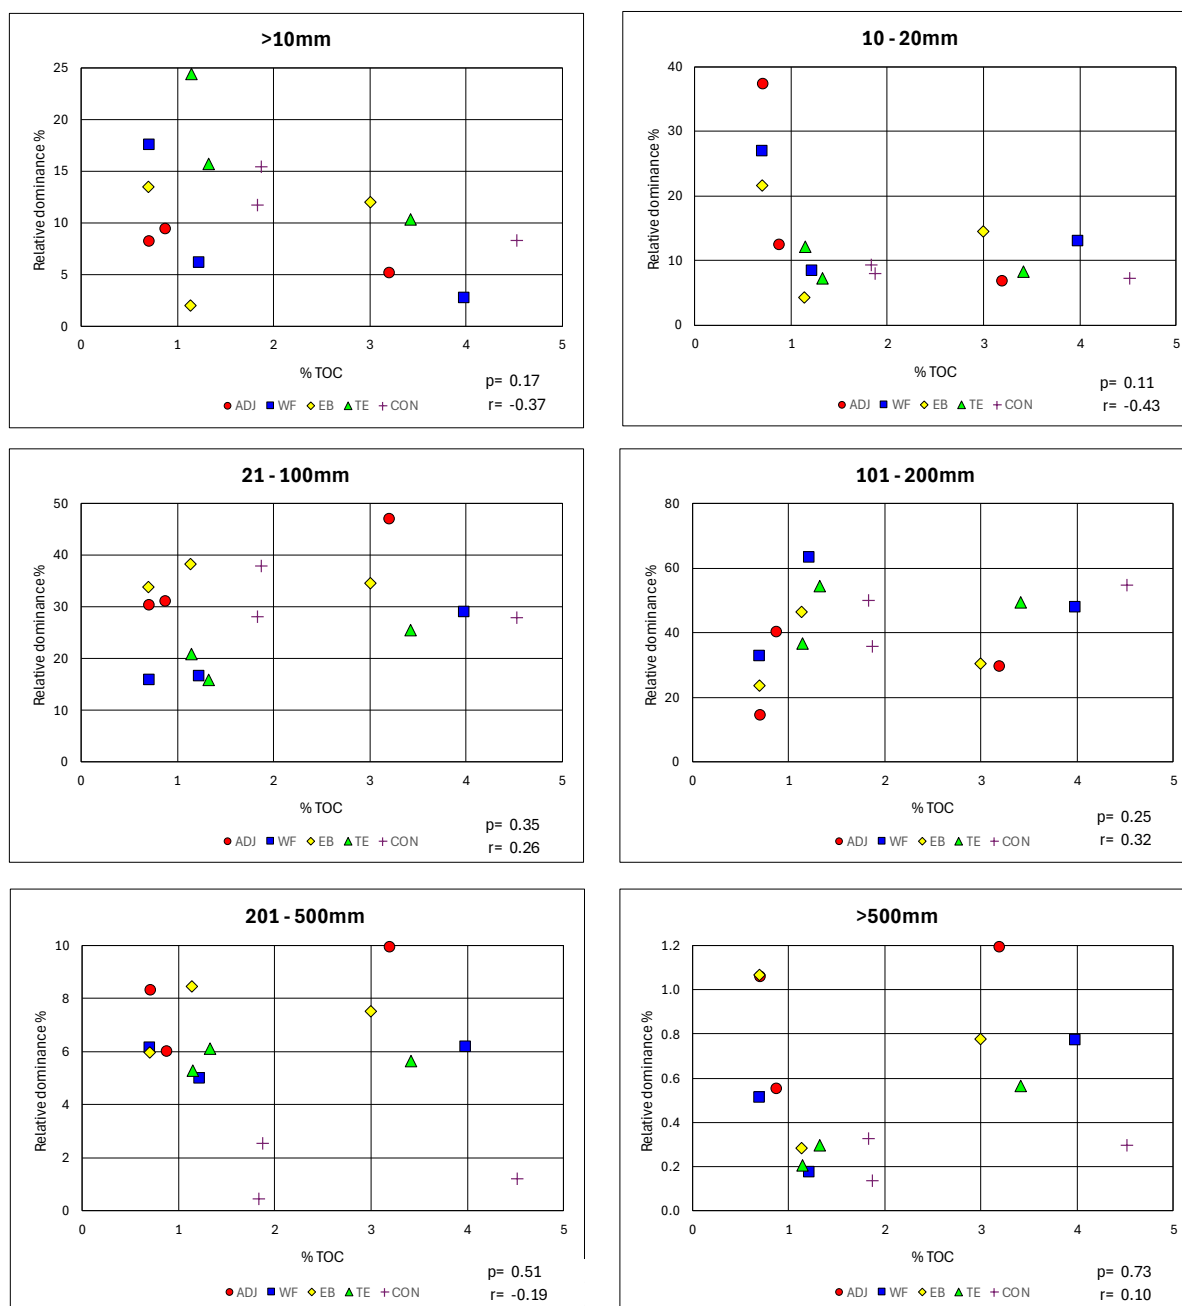 >10mm
25
20
15
10
5
0
0 1 2 3 4 5
Relative dominance %
% TOC
p= 0.17
r= -0.37
ADJ WF EB TE CON
10 - 20mm
40
30
20
10
0
0 1 2 3 4 5
Relative dominance %
% TOC
p= 0.11
r= -0.43
ADJ WF EB TE CON
21 - 100mm
50
40
30
20
10
0
0 1 2 3 4 5
Relative dominance %
% TOC
p= 0.35
r= 0.26
ADJ WF EB TE CON
101 - 200mm
80
60
40
20
0
0 1 2 3 4 5
Relative dominance %
% TOC
p= 0.25
r= 0.32
ADJ WF EB TE CON
201 - 500mm
10
8
6
4
2
0
0 1 2 3 4 5
Relative dominance %
% TOC
p= 0.51
r= -0.19
ADJ WF EB TE CON
>500mm
1.2
1.0
0.8
0.6
0.4
0.2
0.0
0 1 2 3 4 5
Relative dominance %
% TOC
p= 0.73
r= 0.10
ADJ WF EB TE CON